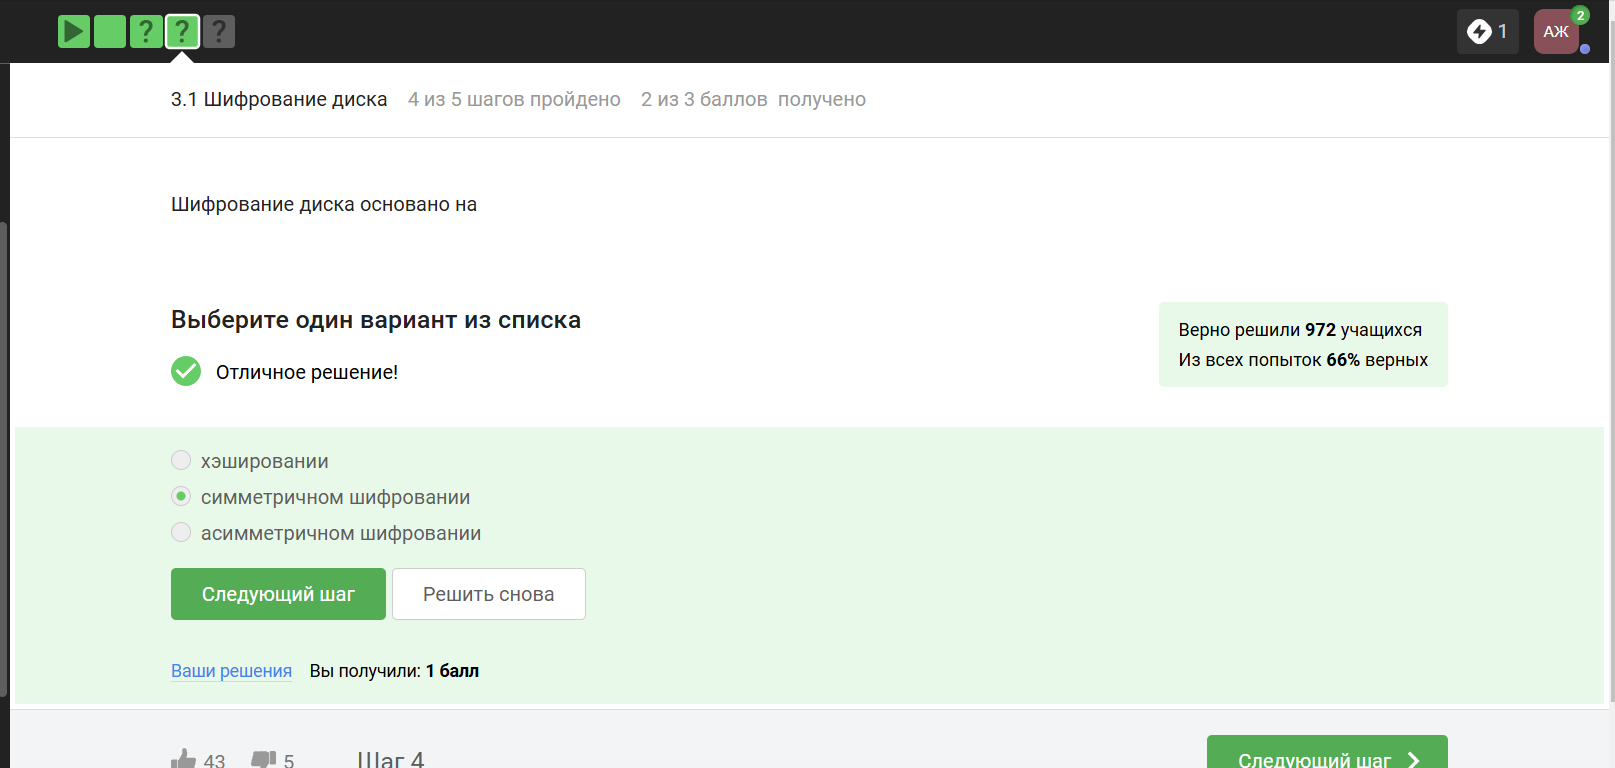 ? ? ?
1
АЖ
2
3.1 Шифрование диска 4 из 5 шагов пройдено 2 из 3 баллов получено
Шифрование диска основано на
Выберите один вариант из списка
Отличное решение!
Верно решили 972 учащихся
Из всех попыток 66% верных
хэшировании
симметричном шифровании
асимметричном шифровании
Следующий шаг Решить снова
Ваши решения Вы получили: 1 балл
43 5 Шаг 4 Следующий шаг